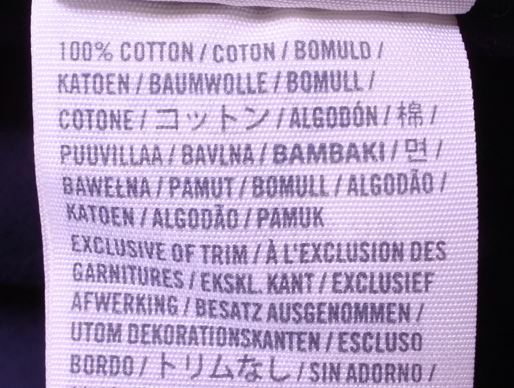 100% COTTON / COTON / BOMULD /
KATOEN / BAUMWOLLE / BOMULL /
COTONE / コットン / ALGODÓN / 棉 /
PUUVILLAA / BAVLNA / BAMBAKI / 면 /
BAWEŁNA / PAMUT / BOMULL / ALGODÃO /
KATOEN / ALGODÃO / PAMUK
EXCLUSIVE OF TRIM / À L'EXCLUSION DES
GARNITURES / EKSKL. KANT / EXCLUSIEF
AFWERKING / BESATZ AUSGENOMMEN /
UTOM DEKORATIONSKANTEN / ESCLUSO
BORDO / トリムなし / SIN ADORNO /